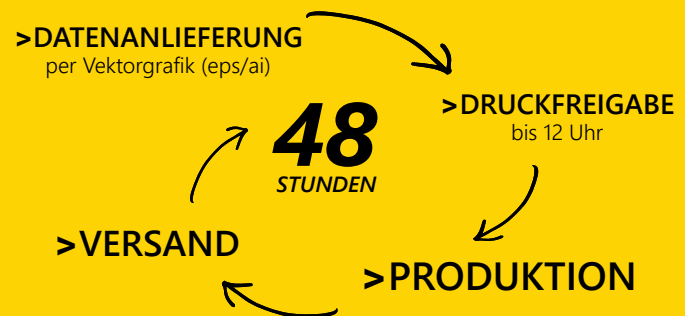 >DATENANLIEFERUNG
per Vektorgrafik (eps/ai)
>DRUCKFREIGABE
bis 12 Uhr
48
STUNDEN
>VERSAND
>PRODUKTION